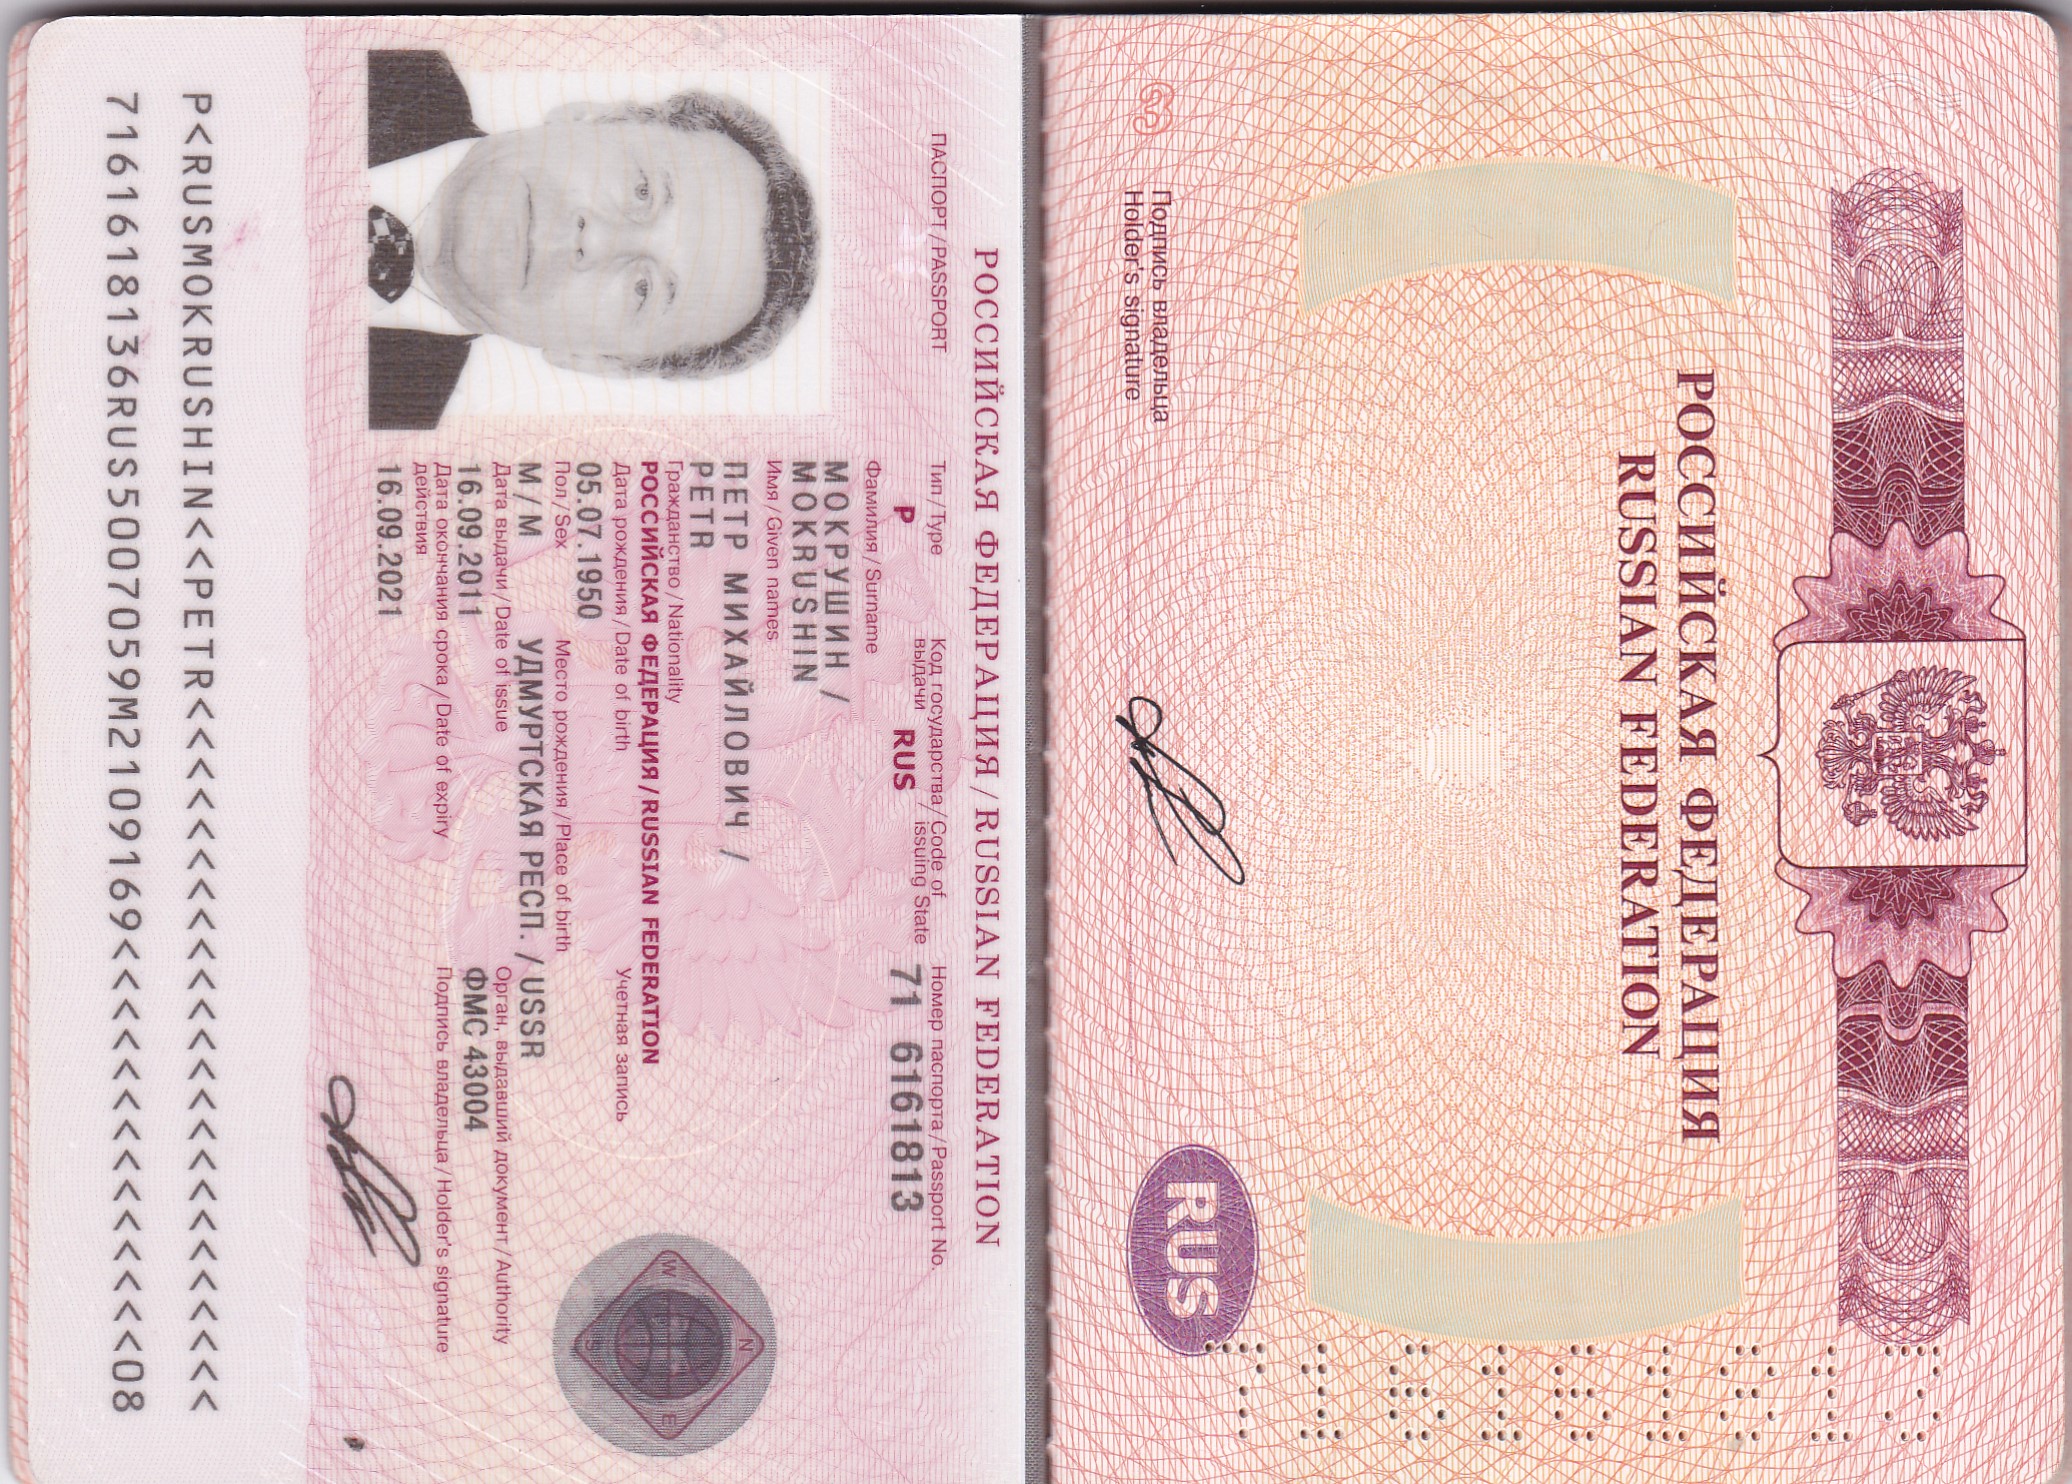 РОССИЙСКАЯ ФЕДЕРАЦИЯ
RUSSIAN FEDERATION
Подпись владельца
Holder's signature
3
RUS
РОССИЙСКАЯ ФЕДЕРАЦИЯ / RUSSIAN FEDERATION
ПАСПОРТ / PASSPORT
Тип / Type
Код государства / Code of
выдачи issuing State
Номер паспорта / Passport No.
P RUS 71 6161813
Фамилия / Surname
МОКРУШИН /
MOKRUSHIN
Имя / Given names
ПЕТР МИХАЙЛОВИЧ /
PETR
Гражданство / Nationality
РОССИЙСКАЯ ФЕДЕРАЦИЯ / RUSSIAN FEDERATION
Дата рождения / Date of birth
Учетная запись
05.07.1950
Пол / Sex
Место рождения / Place of birth
М / M УДМУРТСКАЯ РЕСП. / USSR
Дата выдачи / Date of issue
Орган, выдавший документ / Authority
16.09.2011 ФМС 43004
Дата окончания срока / Date of expiry
действия
Подпись владельца / Holder's signature
16.09.2021
W N S E
P<RUSMOKRUSHIN<<PETR<<<<<<<<<<<<<<<<<<<<<<<<
7161618136RUS5007059M2109169<<<<<<<<<<<<<<08